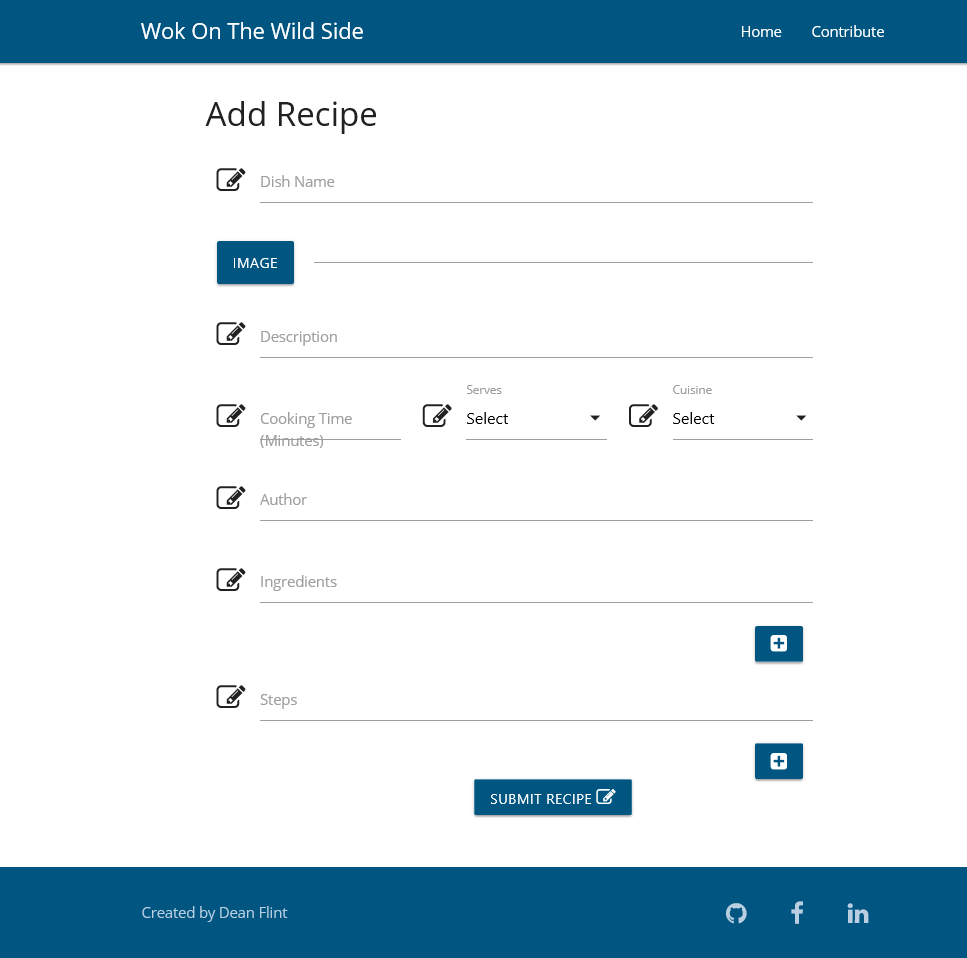 Wok On The Wild Side
Home
Contribute
Add Recipe
Dish Name
IMAGE
Description
Cooking Time
(Minutes)
Serves
Select
Cuisine
Select
Author
Ingredients
Steps
SUBMIT RECIPE
Created by Dean Flint